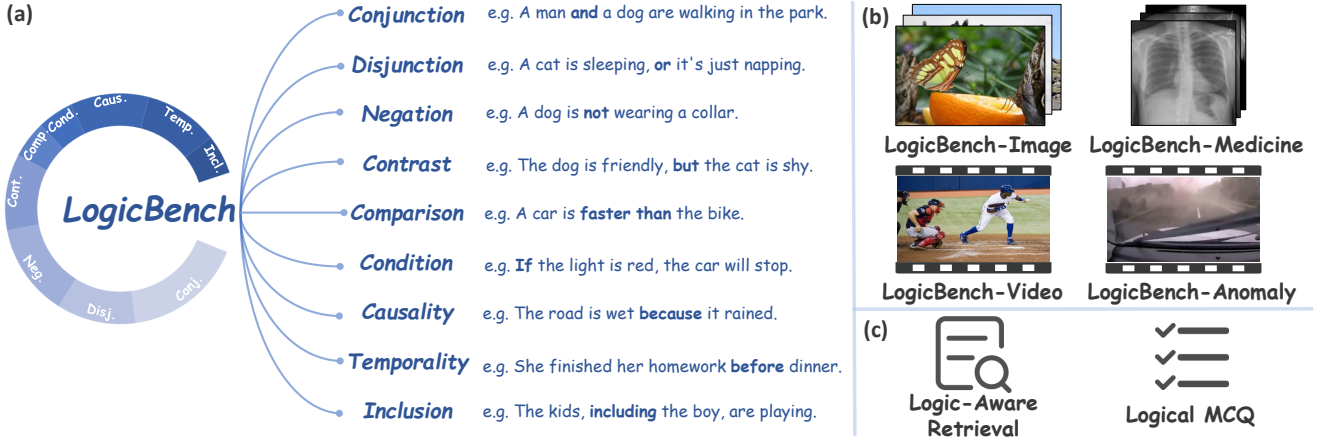 (a)
Incl.
Temp.
Caus.
Cond.
Comp.
Cont.
Neg.
Disj.
Conj.
LogicBench
Conjunction e.g. A man and a dog are walking in the park.
Disjunction e.g. A cat is sleeping, or it's just napping.
Negation e.g. A dog is not wearing a collar.
Contrast e.g. The dog is friendly, but the cat is shy.
Comparison e.g. A car is faster than the bike.
Condition e.g. If the light is red, the car will stop.
Causality e.g. The road is wet because it rained.
Temporality e.g. She finished her homework before dinner.
Inclusion e.g. The kids, including the boy, are playing.
(b)
LogicBench-Image
LogicBench-Medicine
LogicBench-Video
LogicBench-Anomaly
(c)
Logic-Aware
Retrieval
Logical MCQ